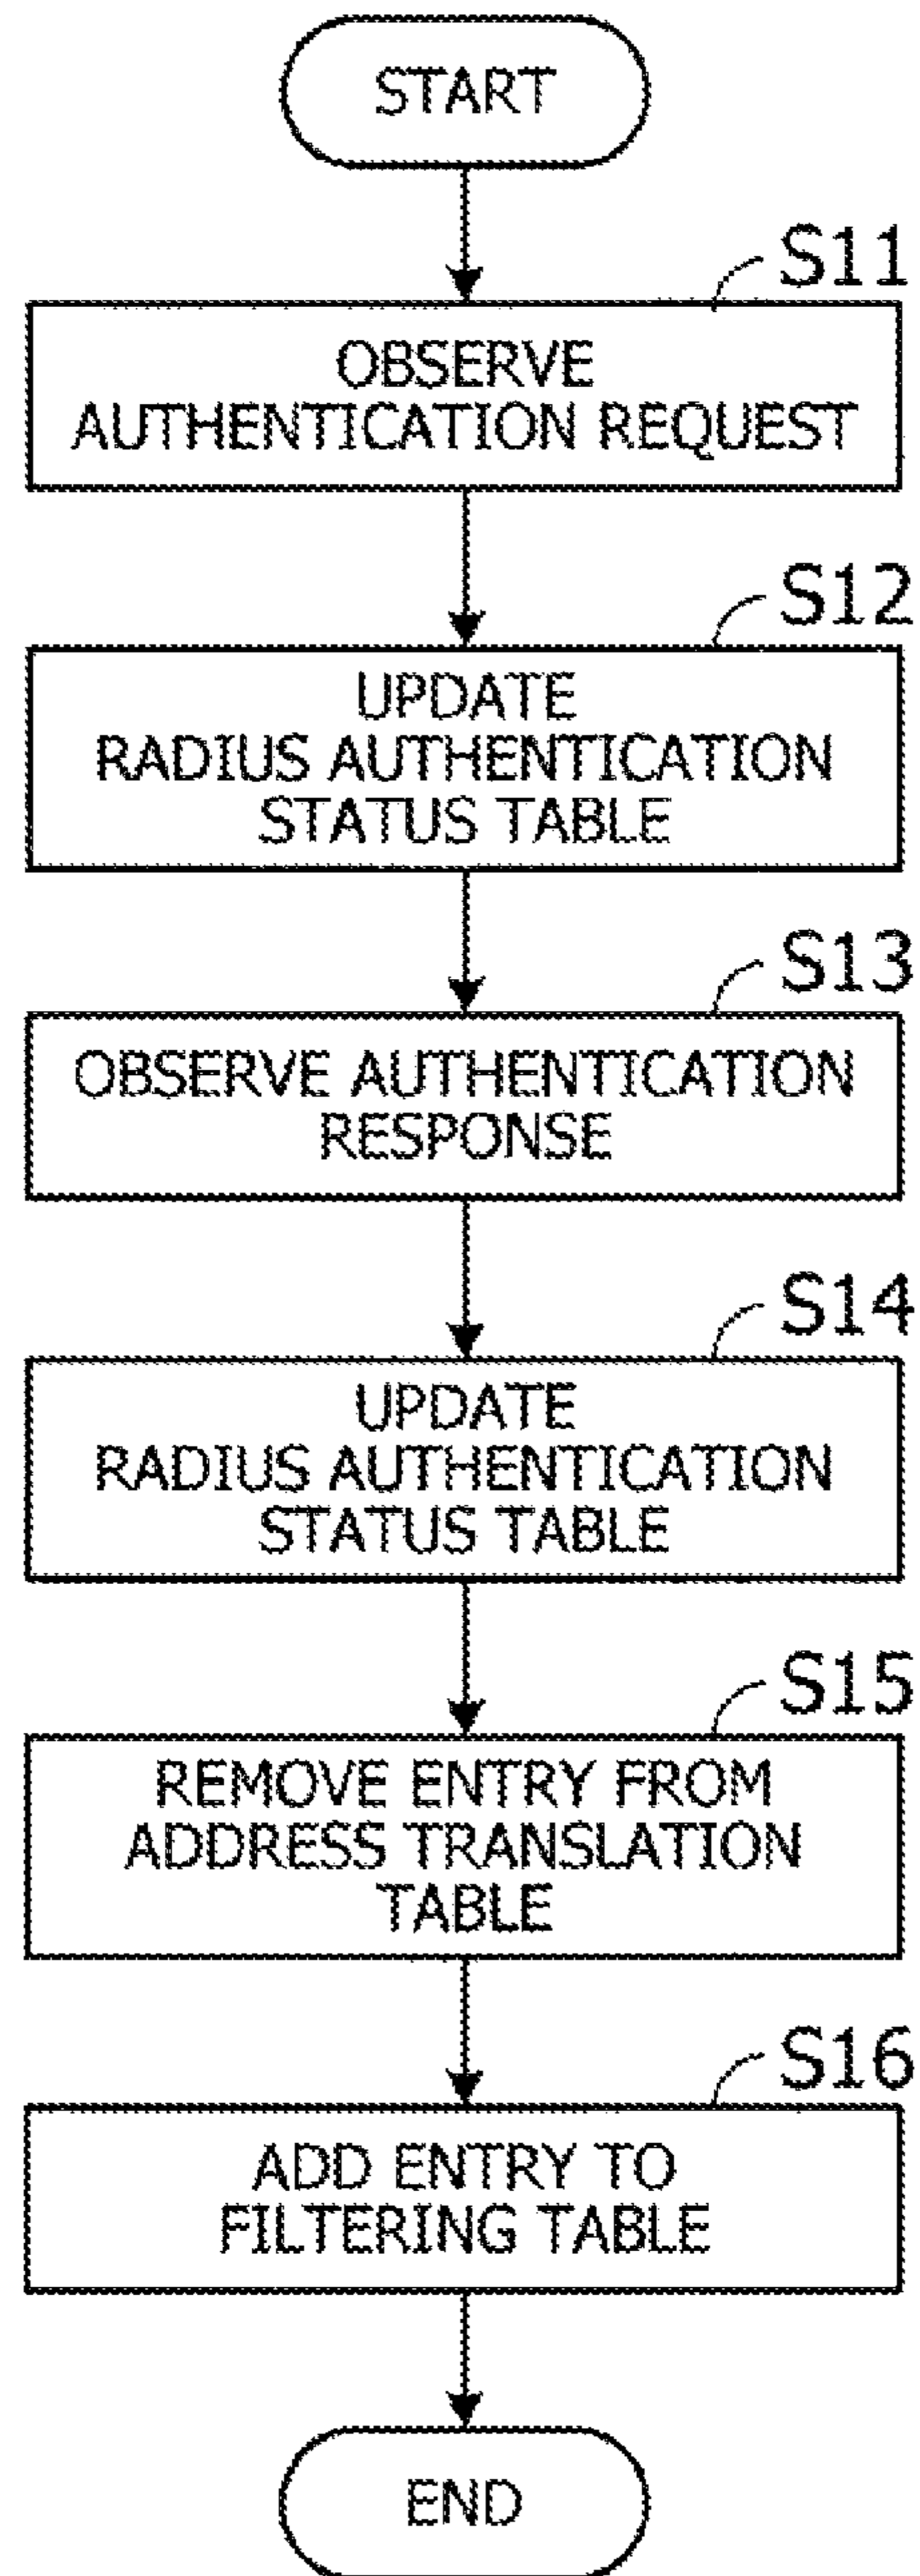 START
S11
OBSERVE
AUTHENTICATION REQUEST
S12
UPDATE
RADIUS AUTHENTICATION
STATUS TABLE
S13
OBSERVE AUTHENTICATION
RESPONSE
S14
UPDATE
RADIUS AUTHENTICATION
STATUS TABLE
S15
REMOVE ENTRY FROM
ADDRESS TRANSLATION
TABLE
S16
ADD ENTRY TO
FILTERING TABLE
END